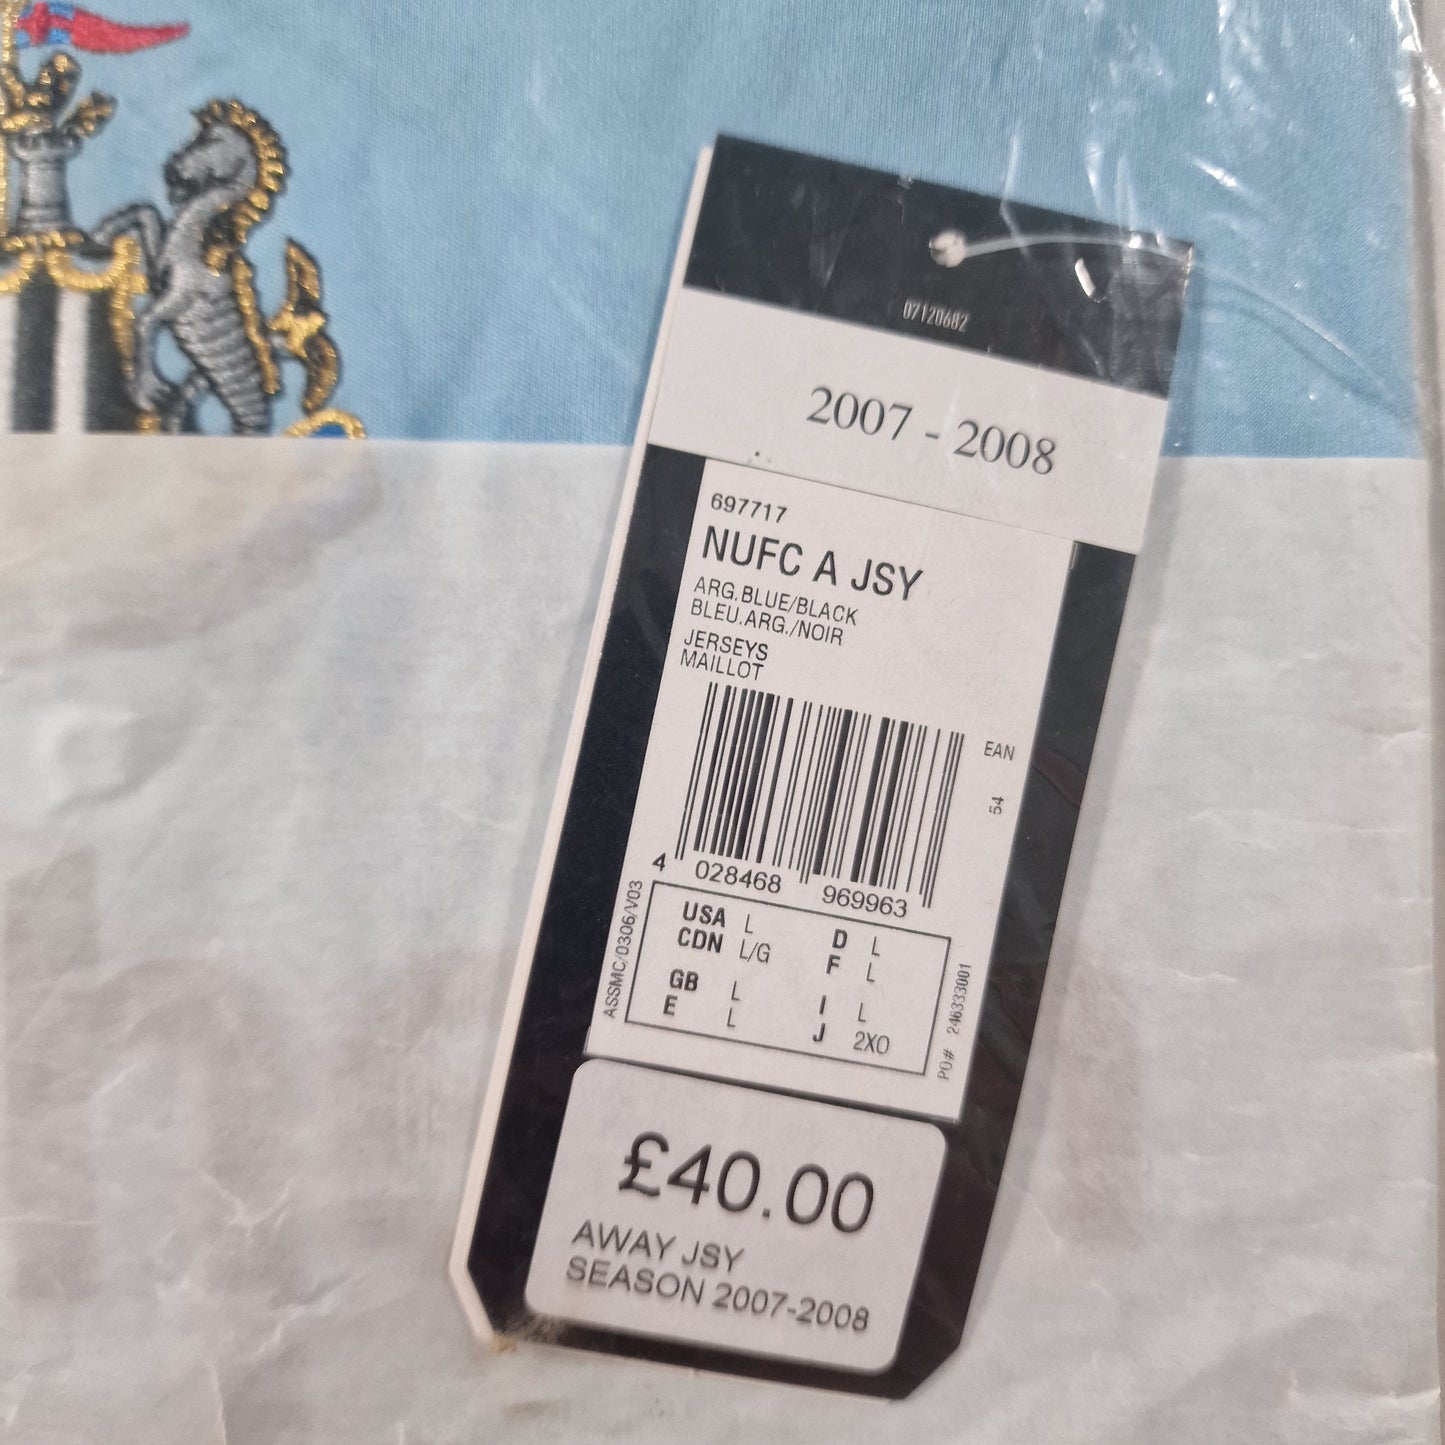 07120682
2007 - 2008
697717
NUFC A JSY
ARG.BLUE/BLACK
BLEU.ARG./NOIR
JERSEYS
MAILLOT
EAN
54
4 028468 969963
ASSMC/0306/V03
USA L D L
CDN L/G F L
GB L I L
E L J 2XO
PO# 246333001
£40.00
AWAY JSY
SEASON 2007-2008